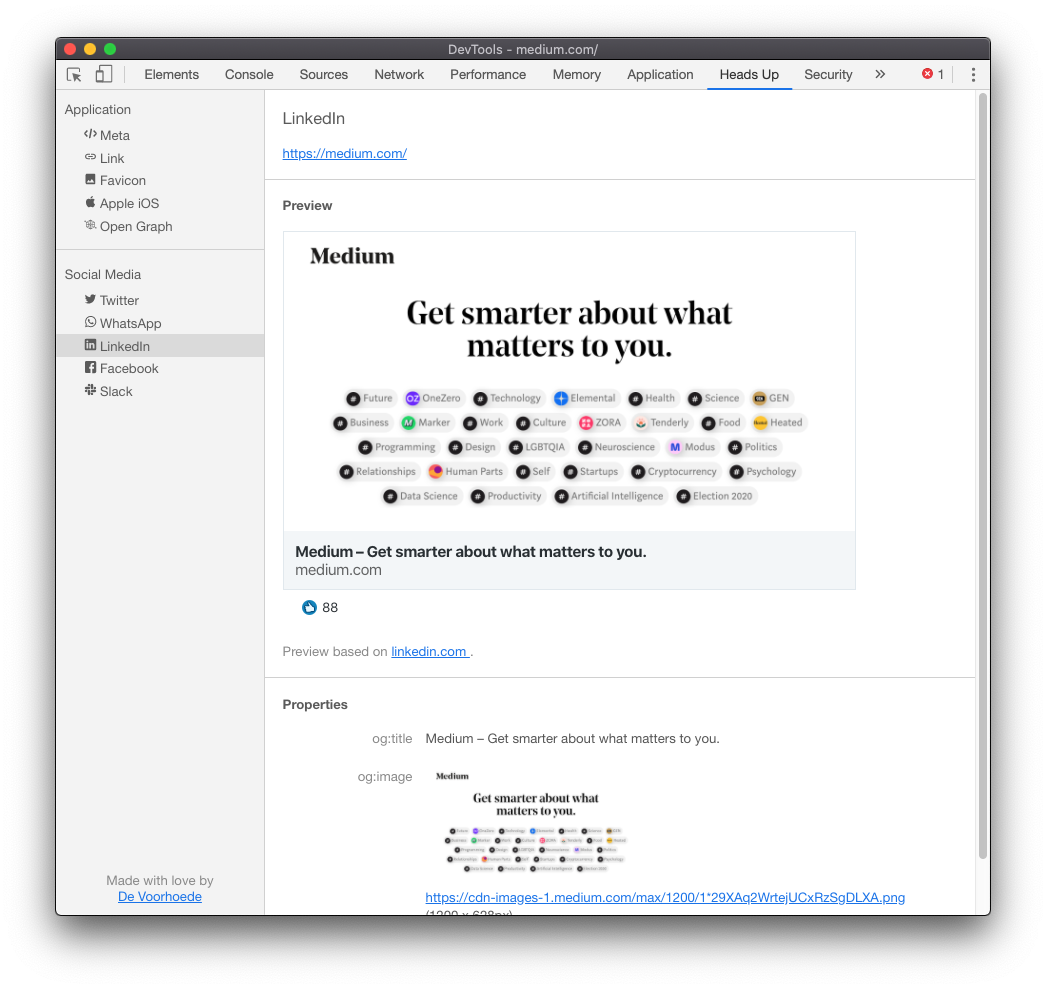 DevTools - medium.com/
Elements Console Sources Network Performance Memory Application Heads Up Security » 1
Application
Meta
Link
Favicon
Apple iOS
Open Graph
Social Media
Twitter
WhatsApp
LinkedIn
Facebook
Slack
Made with love by
De Voorhoede
LinkedIn
https://medium.com/
Preview
Medium
Get smarter about what
matters to you.
# Future OZ OneZero # Technology Elemental # Health # Science GEN
# Business M Marker # Work # Culture ZORA Tenderly # Food Heated
# Programming # Design # LGBTQIA # Neuroscience M Modus # Politics
# Relationships Human Parts # Self # Startups # Cryptocurrency # Psychology
# Data Science # Productivity # Artificial Intelligence # Election 2020
Medium – Get smarter about what matters to you.
medium.com
88
Preview based on linkedin.com .
Properties
og:title Medium – Get smarter about what matters to you.
og:image
Medium
Get smarter about what
matters to you.
https://cdn-images-1.medium.com/max/1200/1*29XAq2WrtejUCxRzSgDLXA.png